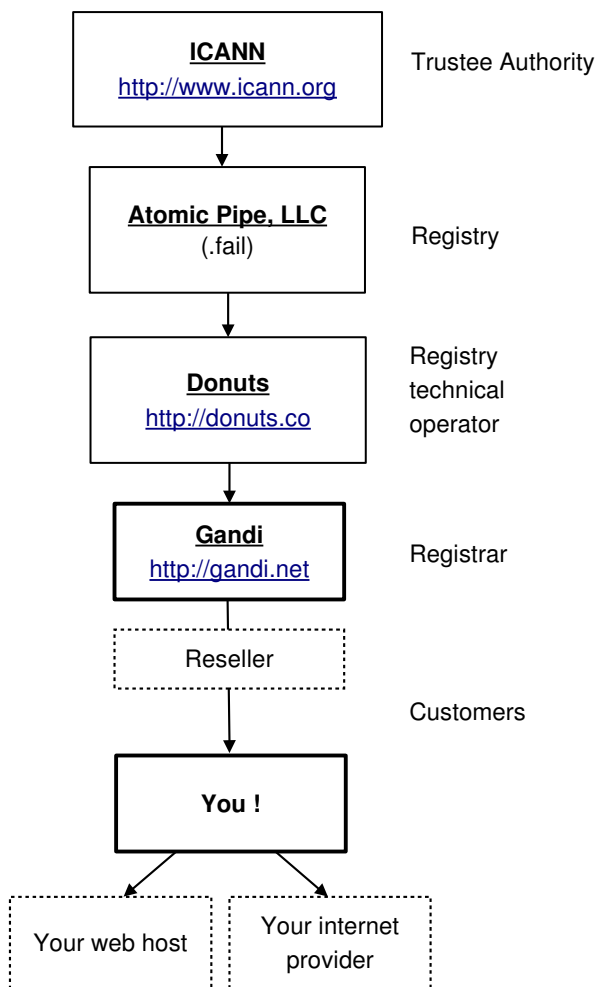 ICANN
http://www.icann.org
Trustee Authority
Atomic Pipe, LLC
(.fail)
Registry
Donuts
http://donuts.co
Registry
technical
operator
Gandi
http://gandi.net
Registrar
Reseller
Customers
You !
Your web host
Your internet
provider